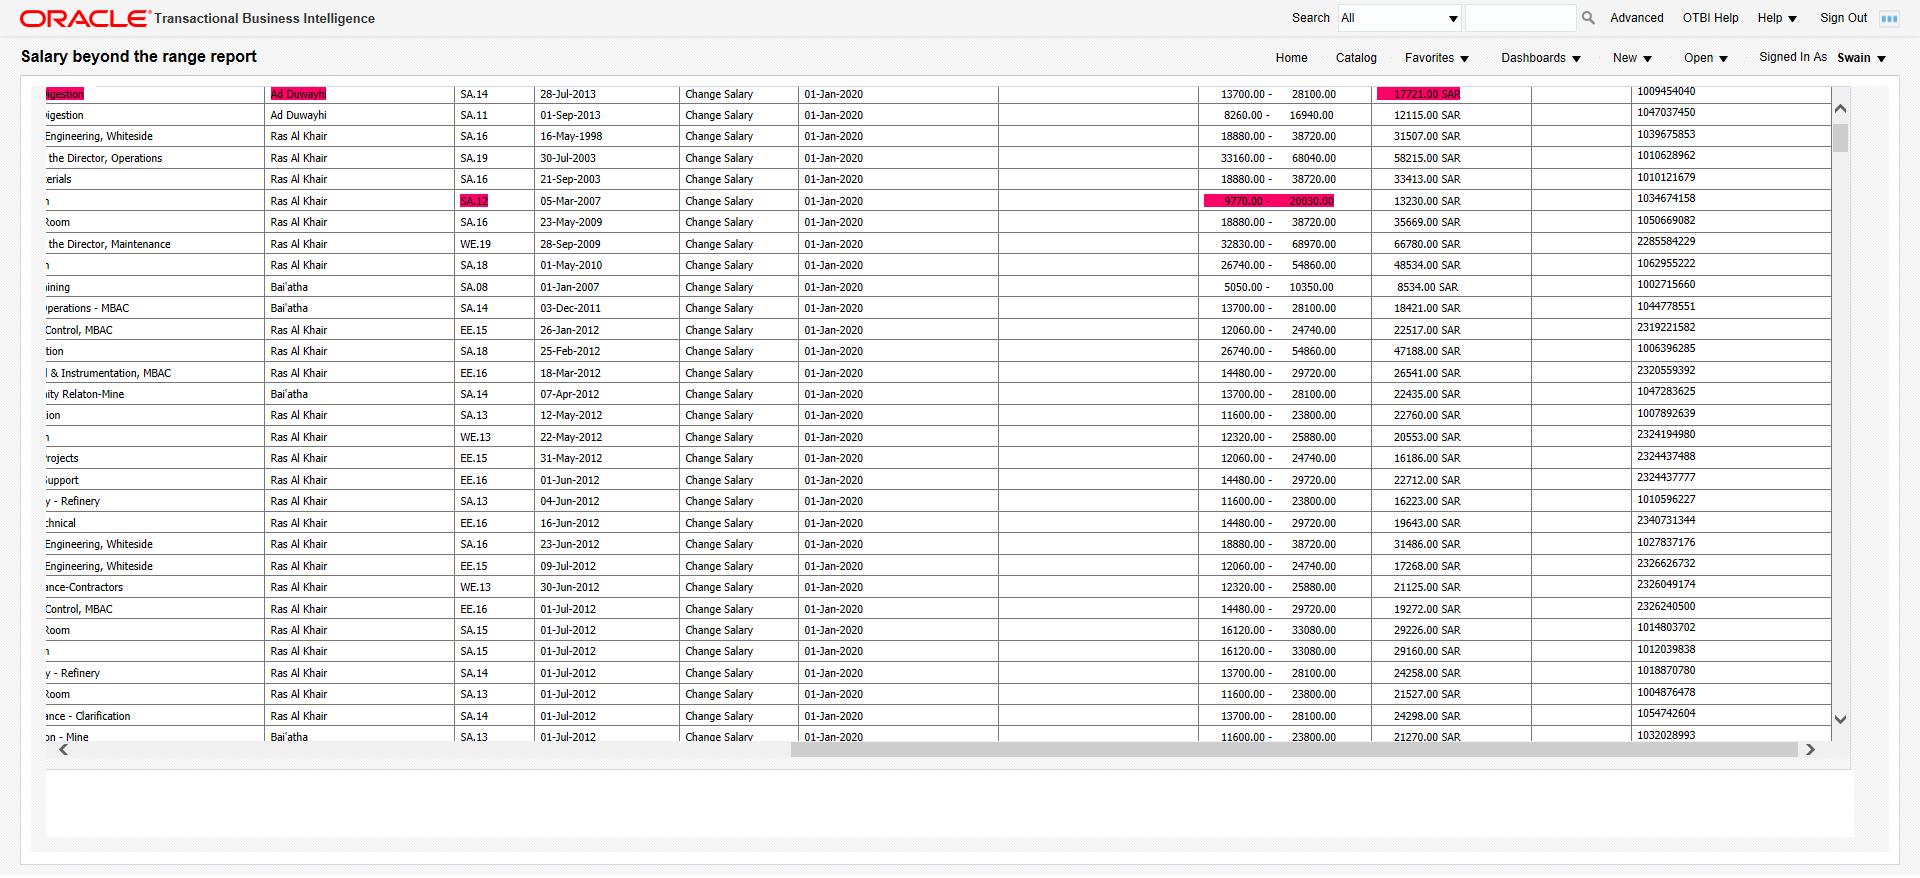 ORACLE Transactional Business Intelligence Search All Advanced OTBI Help Help Sign Out
Salary beyond the range report Home Catalog Favorites Dashboards New Open Signed In As Swain
igestion Ad Duwayhi SA.14 28-Jul-2013 Change Salary 01-Jan-2020 13700.00 - 28100.00 17721.00 SAR 1009454040
igestion Ad Duwayhi SA.11 01-Sep-2013 Change Salary 01-Jan-2020 8260.00 - 16940.00 12115.00 SAR 1047037450
Engineering, Whiteside Ras Al Khair SA.16 16-May-1998 Change Salary 01-Jan-2020 18880.00 - 38720.00 31507.00 SAR 1039675853
the Director, Operations Ras Al Khair SA.19 30-Jul-2003 Change Salary 01-Jan-2020 33160.00 - 68040.00 58215.00 SAR 1010628962
erials Ras Al Khair SA.16 21-Sep-2003 Change Salary 01-Jan-2020 18880.00 - 38720.00 33413.00 SAR 1010121679
n Ras Al Khair SA.12 05-Mar-2007 Change Salary 01-Jan-2020 9770.00 - 20030.00 13230.00 SAR 1034674158
Room Ras Al Khair SA.16 23-May-2009 Change Salary 01-Jan-2020 18880.00 - 38720.00 35669.00 SAR 1050669082
the Director, Maintenance Ras Al Khair WE.19 28-Sep-2009 Change Salary 01-Jan-2020 32830.00 - 68970.00 66780.00 SAR 2285584229
n Ras Al Khair SA.18 01-May-2010 Change Salary 01-Jan-2020 26740.00 - 54860.00 48534.00 SAR 1062955222
ining Bai'atha SA.08 01-Jan-2007 Change Salary 01-Jan-2020 5050.00 - 10350.00 8534.00 SAR 1002715660
perations - MBAC Bai'atha SA.14 03-Dec-2011 Change Salary 01-Jan-2020 13700.00 - 28100.00 18421.00 SAR 1044778551
Control, MBAC Ras Al Khair EE.15 26-Jan-2012 Change Salary 01-Jan-2020 12060.00 - 24740.00 22517.00 SAR 2319221582
tion Ras Al Khair SA.18 25-Feb-2012 Change Salary 01-Jan-2020 26740.00 - 54860.00 47188.00 SAR 1006396285
l & Instrumentation, MBAC Ras Al Khair EE.16 18-Mar-2012 Change Salary 01-Jan-2020 14480.00 - 29720.00 26541.00 SAR 2320559392
ity Relaton-Mine Bai'atha SA.14 07-Apr-2012 Change Salary 01-Jan-2020 13700.00 - 28100.00 22435.00 SAR 1047283625
ion Ras Al Khair SA.13 12-May-2012 Change Salary 01-Jan-2020 11600.00 - 23800.00 22760.00 SAR 1007892639
n Ras Al Khair WE.13 22-May-2012 Change Salary 01-Jan-2020 12320.00 - 25880.00 20553.00 SAR 2324194980
rojects Ras Al Khair EE.15 31-May-2012 Change Salary 01-Jan-2020 12060.00 - 24740.00 16186.00 SAR 2324437488
Support Ras Al Khair EE.16 01-Jun-2012 Change Salary 01-Jan-2020 14480.00 - 29720.00 22712.00 SAR 2324437777
y - Refinery Ras Al Khair SA.13 04-Jun-2012 Change Salary 01-Jan-2020 11600.00 - 23800.00 16223.00 SAR 1010596227
chnical Ras Al Khair EE.16 16-Jun-2012 Change Salary 01-Jan-2020 14480.00 - 29720.00 19643.00 SAR 2340731344
Engineering, Whiteside Ras Al Khair SA.16 23-Jun-2012 Change Salary 01-Jan-2020 18880.00 - 38720.00 31486.00 SAR 1027837176
Engineering, Whiteside Ras Al Khair EE.15 09-Jul-2012 Change Salary 01-Jan-2020 12060.00 - 24740.00 17268.00 SAR 2326626732
ance-Contractors Ras Al Khair WE.13 30-Jun-2012 Change Salary 01-Jan-2020 12320.00 - 25880.00 21125.00 SAR 2326049174
Control, MBAC Ras Al Khair EE.16 01-Jul-2012 Change Salary 01-Jan-2020 14480.00 - 29720.00 19272.00 SAR 2326240500
Room Ras Al Khair SA.15 01-Jul-2012 Change Salary 01-Jan-2020 16120.00 - 33080.00 29226.00 SAR 1014803702
n Ras Al Khair SA.15 01-Jul-2012 Change Salary 01-Jan-2020 16120.00 - 33080.00 29160.00 SAR 1012039838
y - Refinery Ras Al Khair SA.14 01-Jul-2012 Change Salary 01-Jan-2020 13700.00 - 28100.00 24258.00 SAR 1018870780
Room Ras Al Khair SA.13 01-Jul-2012 Change Salary 01-Jan-2020 11600.00 - 23800.00 21527.00 SAR 1004876478
ance - Clarification Ras Al Khair SA.14 01-Jul-2012 Change Salary 01-Jan-2020 13700.00 - 28100.00 24298.00 SAR 1054742604
on - Mine Bai'atha SA.13 01-Jul-2012 Change Salary 01-Jan-2020 11600.00 - 23800.00 21270.00 SAR 1032028993